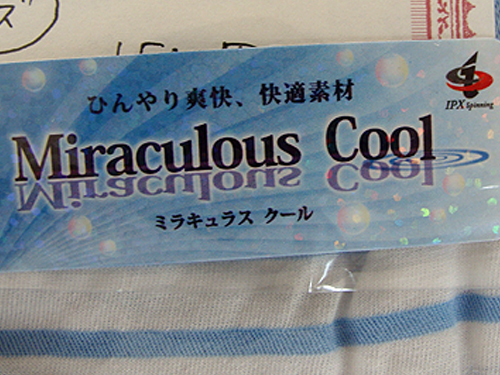 ズ
ひんやり爽快、快適素材
IPX Spinning
Miraculous Cool
ミラキュラス クール